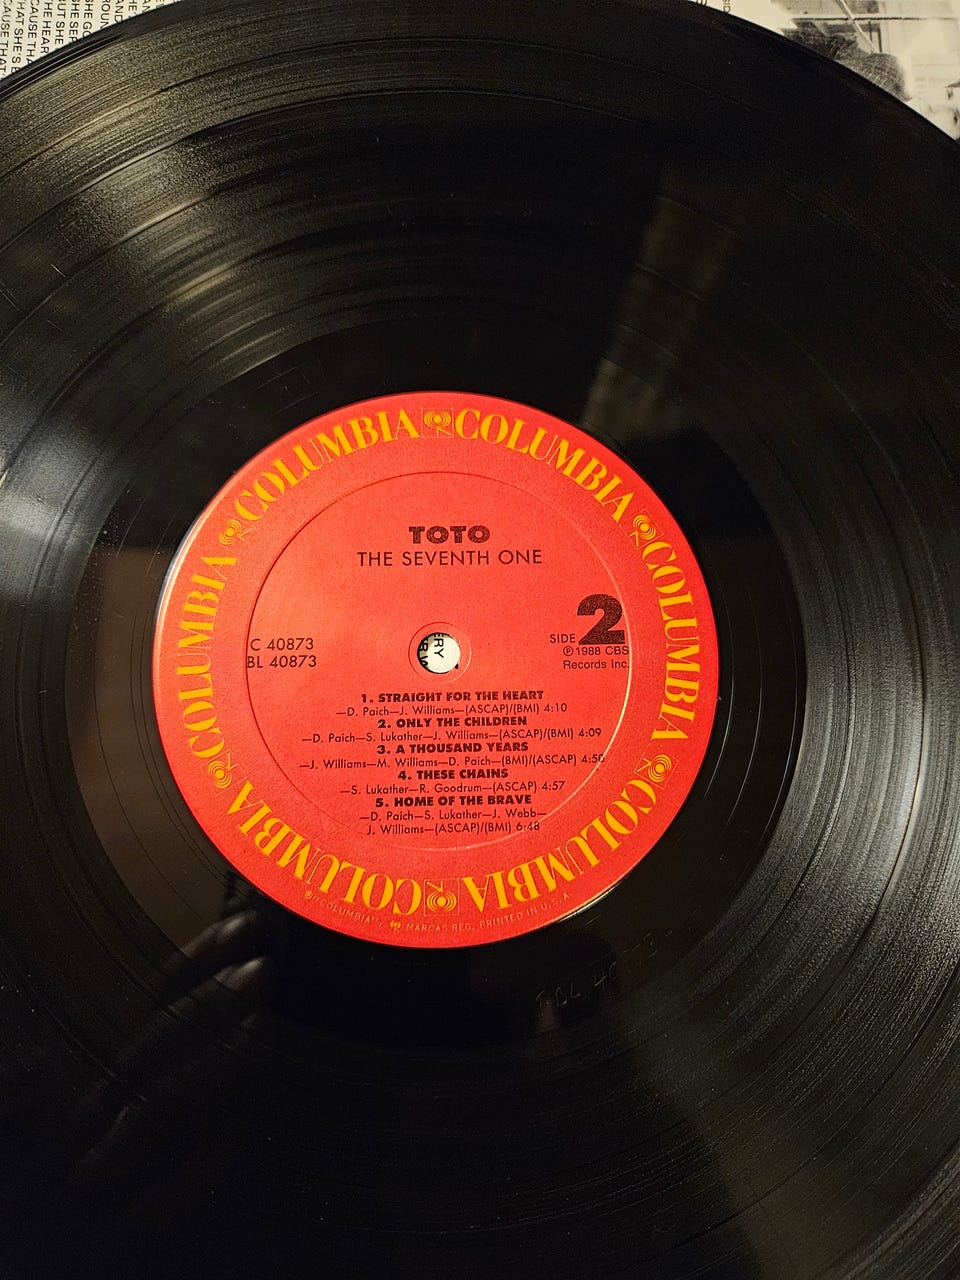 COLUMBIA COLUMBIA COLUMBIA COLUMBIA COLUMBIA COLUMBIA COLUMBIA COLUMBIA
TOTO
THE SEVENTH ONE
C 40873
BL 40873
SIDE 2
℗1988 CBS
Records Inc.
1. STRAIGHT FOR THE HEART
—D. Paich—J. Williams—(ASCAP)/(BMI) 4:10
2. ONLY THE CHILDREN
—D. Paich—S. Lukather—J. Williams—(ASCAP)/(BMI) 4:09
3. A THOUSAND YEARS
—J. Williams—M. Williams—D. Paich—(BMI)/(ASCAP) 4:50
4. THESE CHAINS
—S. Lukather—R. Goodrum—(ASCAP) 4:57
5. HOME OF THE BRAVE
—D. Paich—S. Lukather—J. Webb—
J. Williams—(ASCAP)/(BMI) 6:48
®"COLUMBIA", MARCAS REG. PRINTED IN U.S.A.